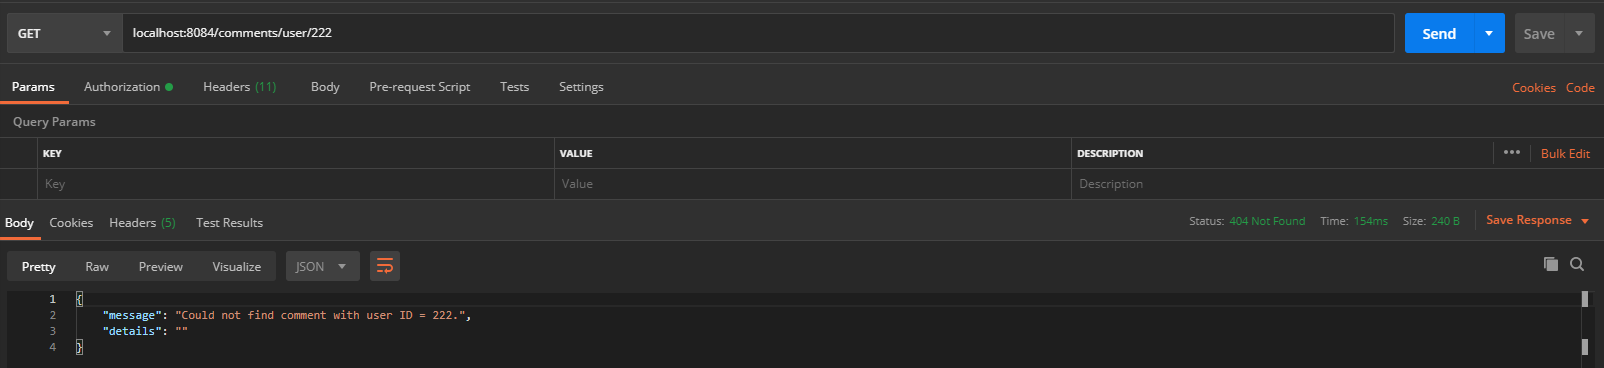 GET localhost:8084/comments/user/222 Send Save
Params Authorization Headers (11) Body Pre-request Script Tests Settings Cookies Code
Query Params
KEY VALUE DESCRIPTION ••• Bulk Edit
Key Value Description
Body Cookies Headers (5) Test Results Status: 404 Not Found Time: 154ms Size: 240 B Save Response
Pretty Raw Preview Visualize JSON
1 {
2 "message": "Could not find comment with user ID = 222.",
3 "details": ""
4 }